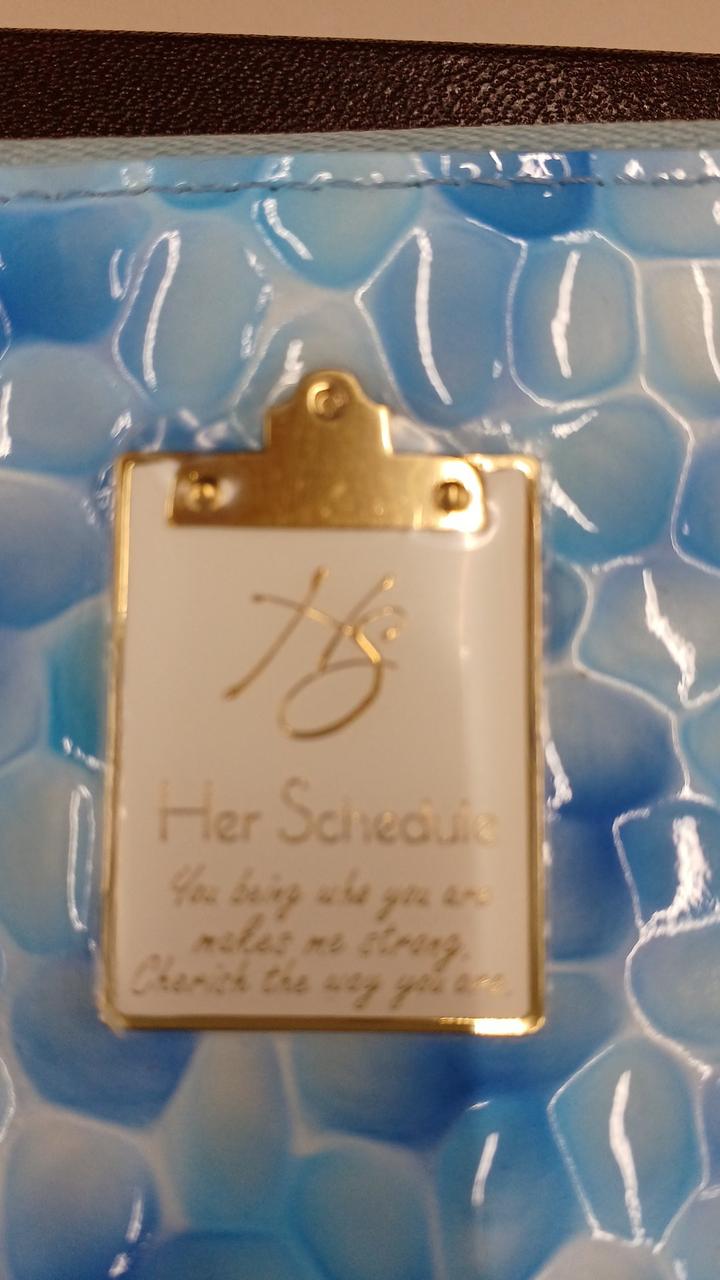 HS
Her Schedule
You being who you are
makes me strong.
Cherish the way you are.